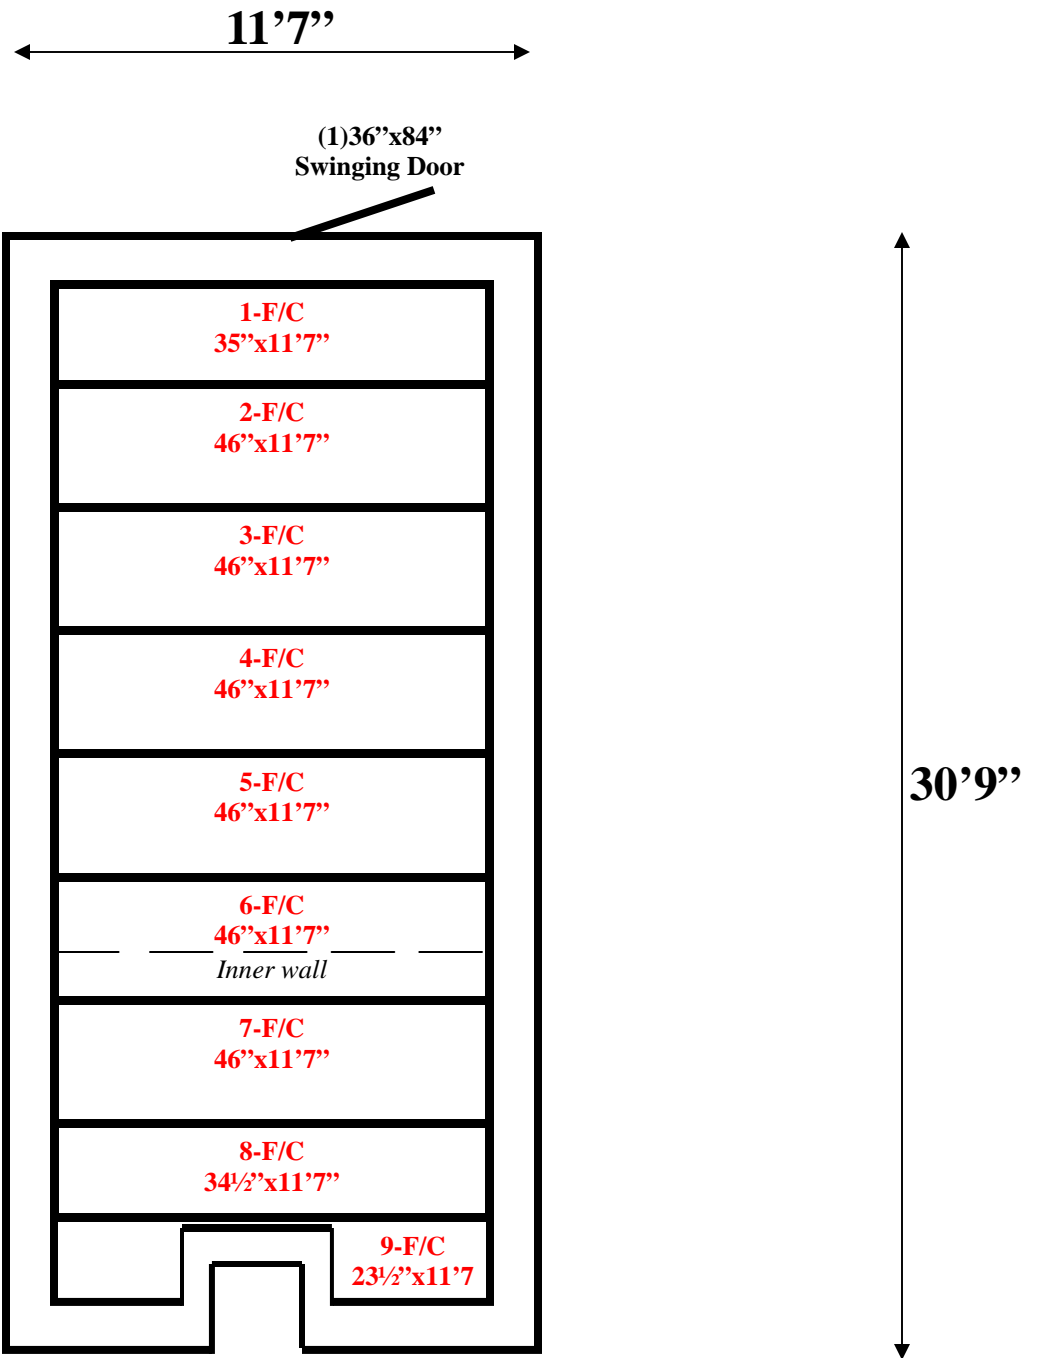 11’7”
(1)36”x84”
Swinging Door
1-F/C
35”x11’7”
2-F/C
46”x11’7”
3-F/C
46”x11’7”
4-F/C
46”x11’7”
30’9”
5-F/C
46”x11’7”
6-F/C
46”x11’7”
Inner wall
7-F/C
46”x11’7”
8-F/C
34½”x11’7”
9-F/C
23½”x11’7